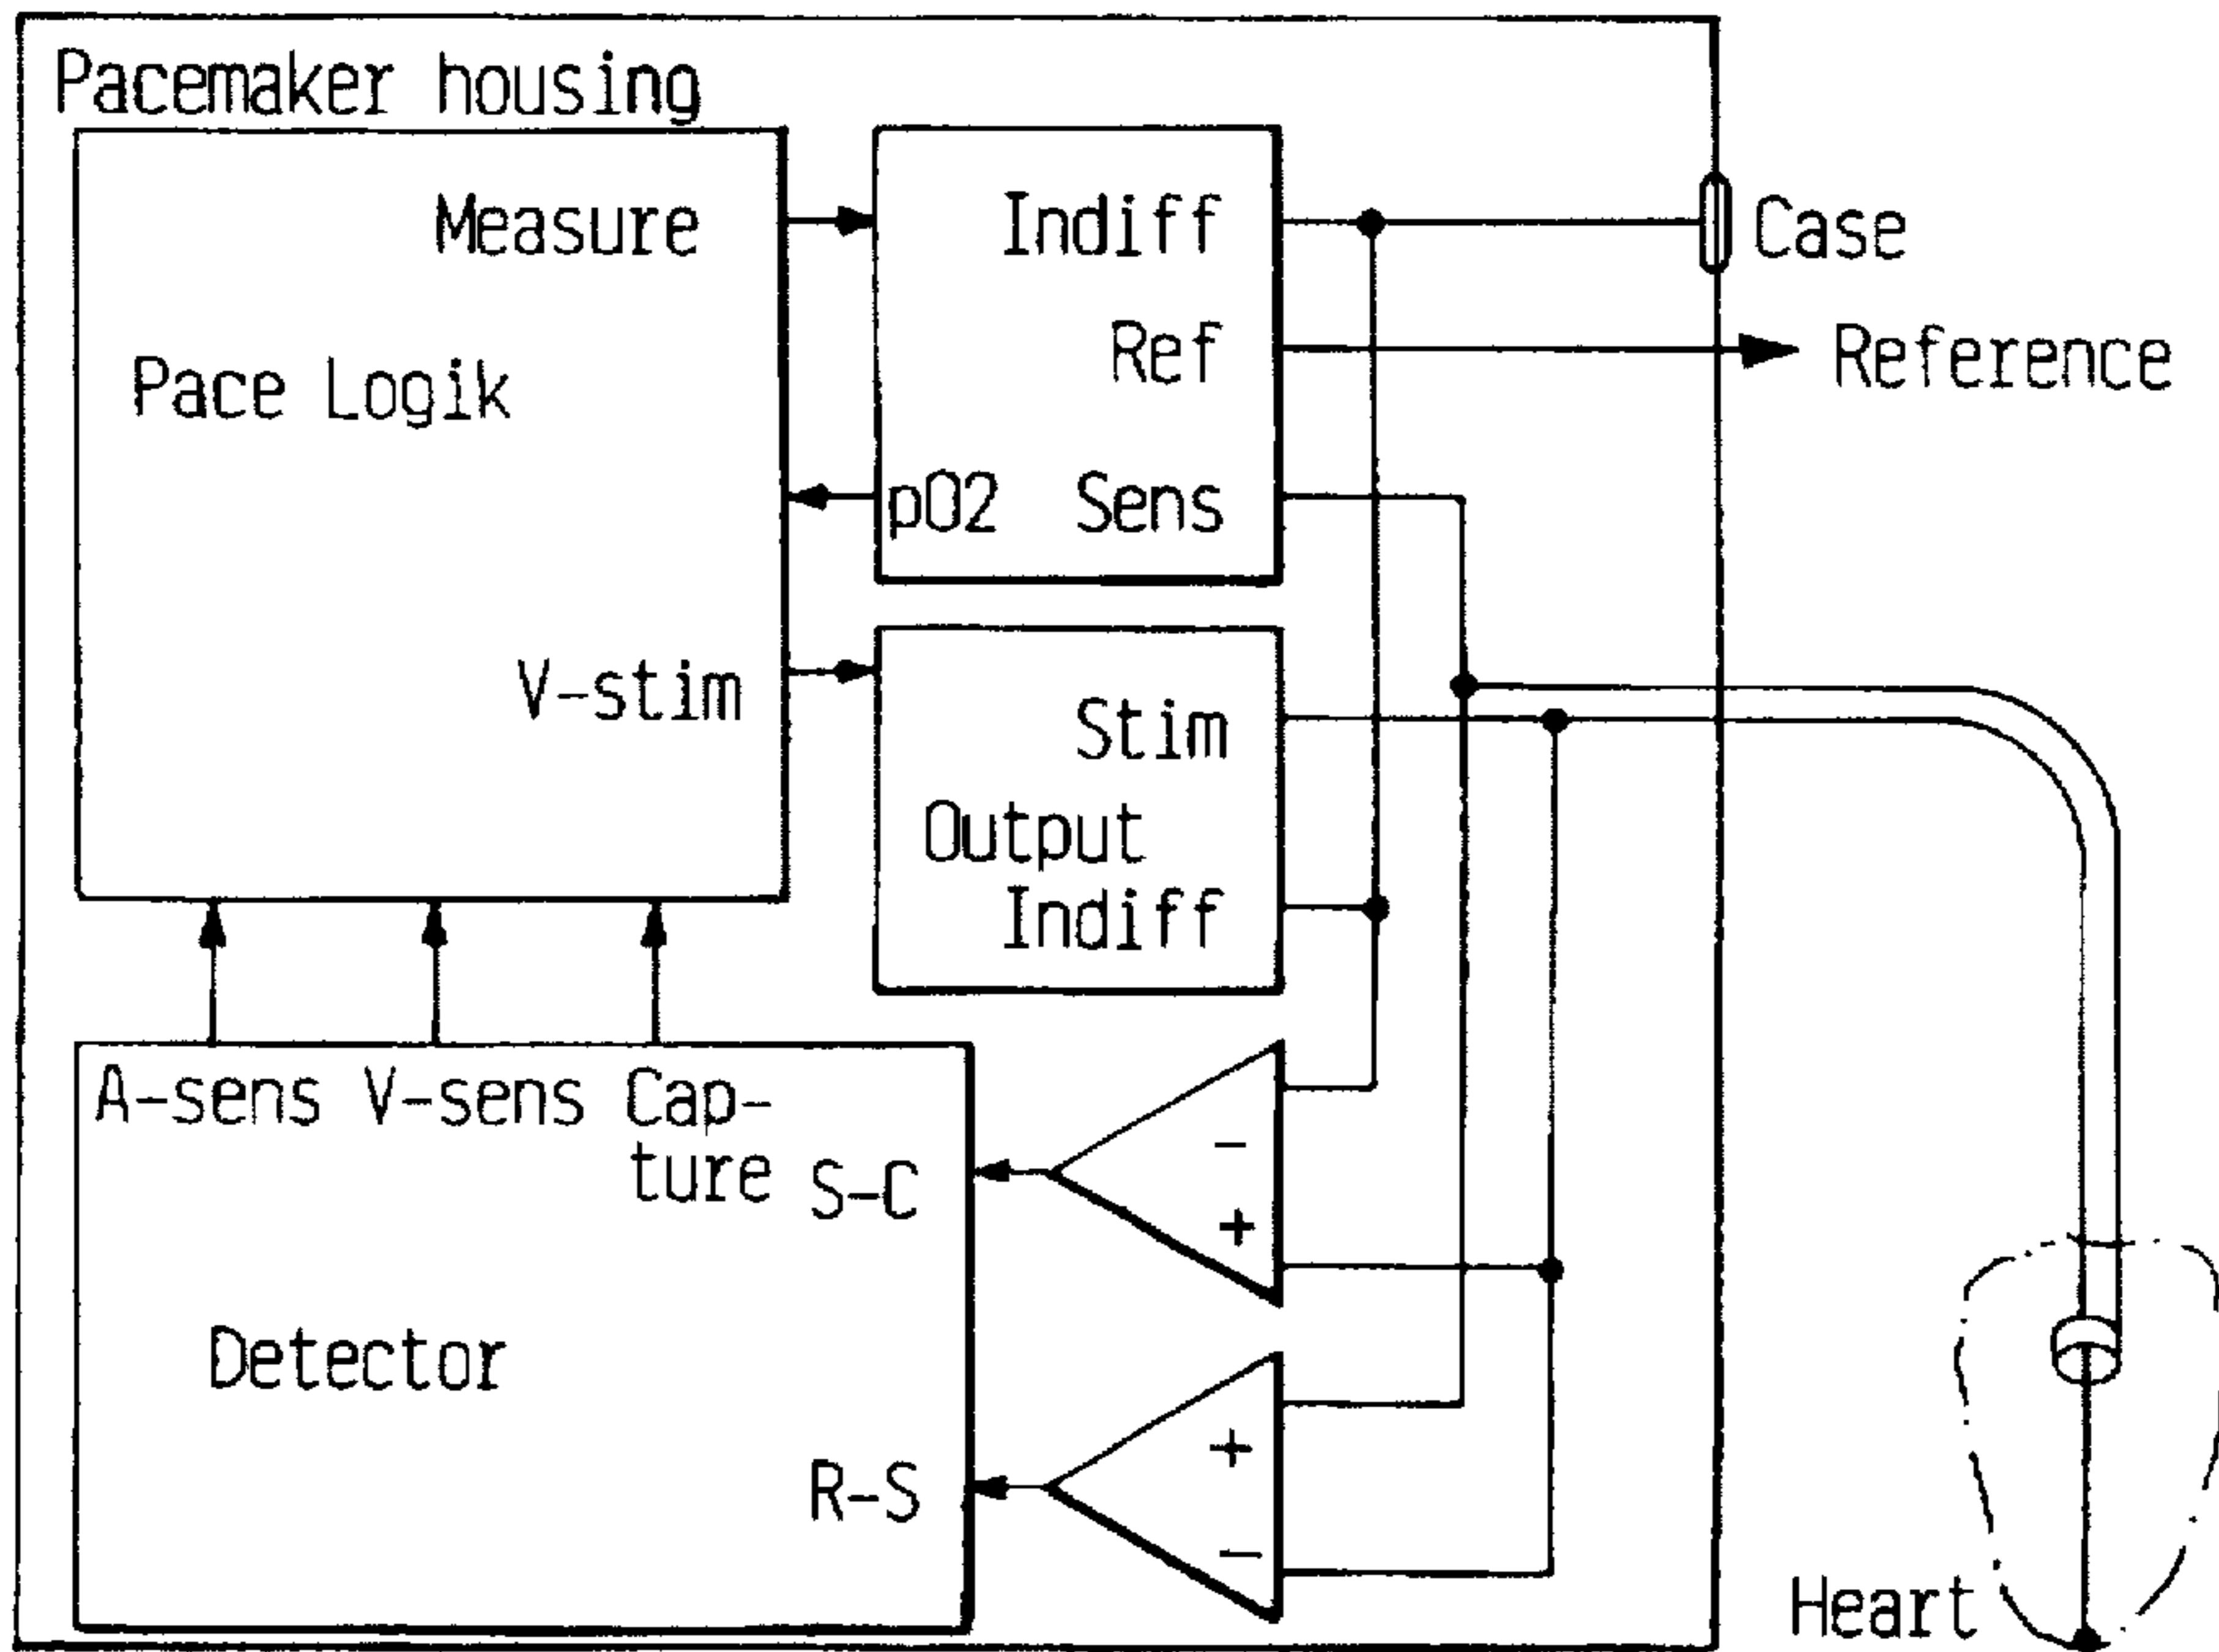 Pacemaker housing
Measure
Pace Logik
V-stim
Indiff
Ref
pO2 Sens
Case
Reference
Stim
Output
Indiff
A-sens V-sens Cap-
ture
S-C
-
+
Detector
R-S
+
-
Heart